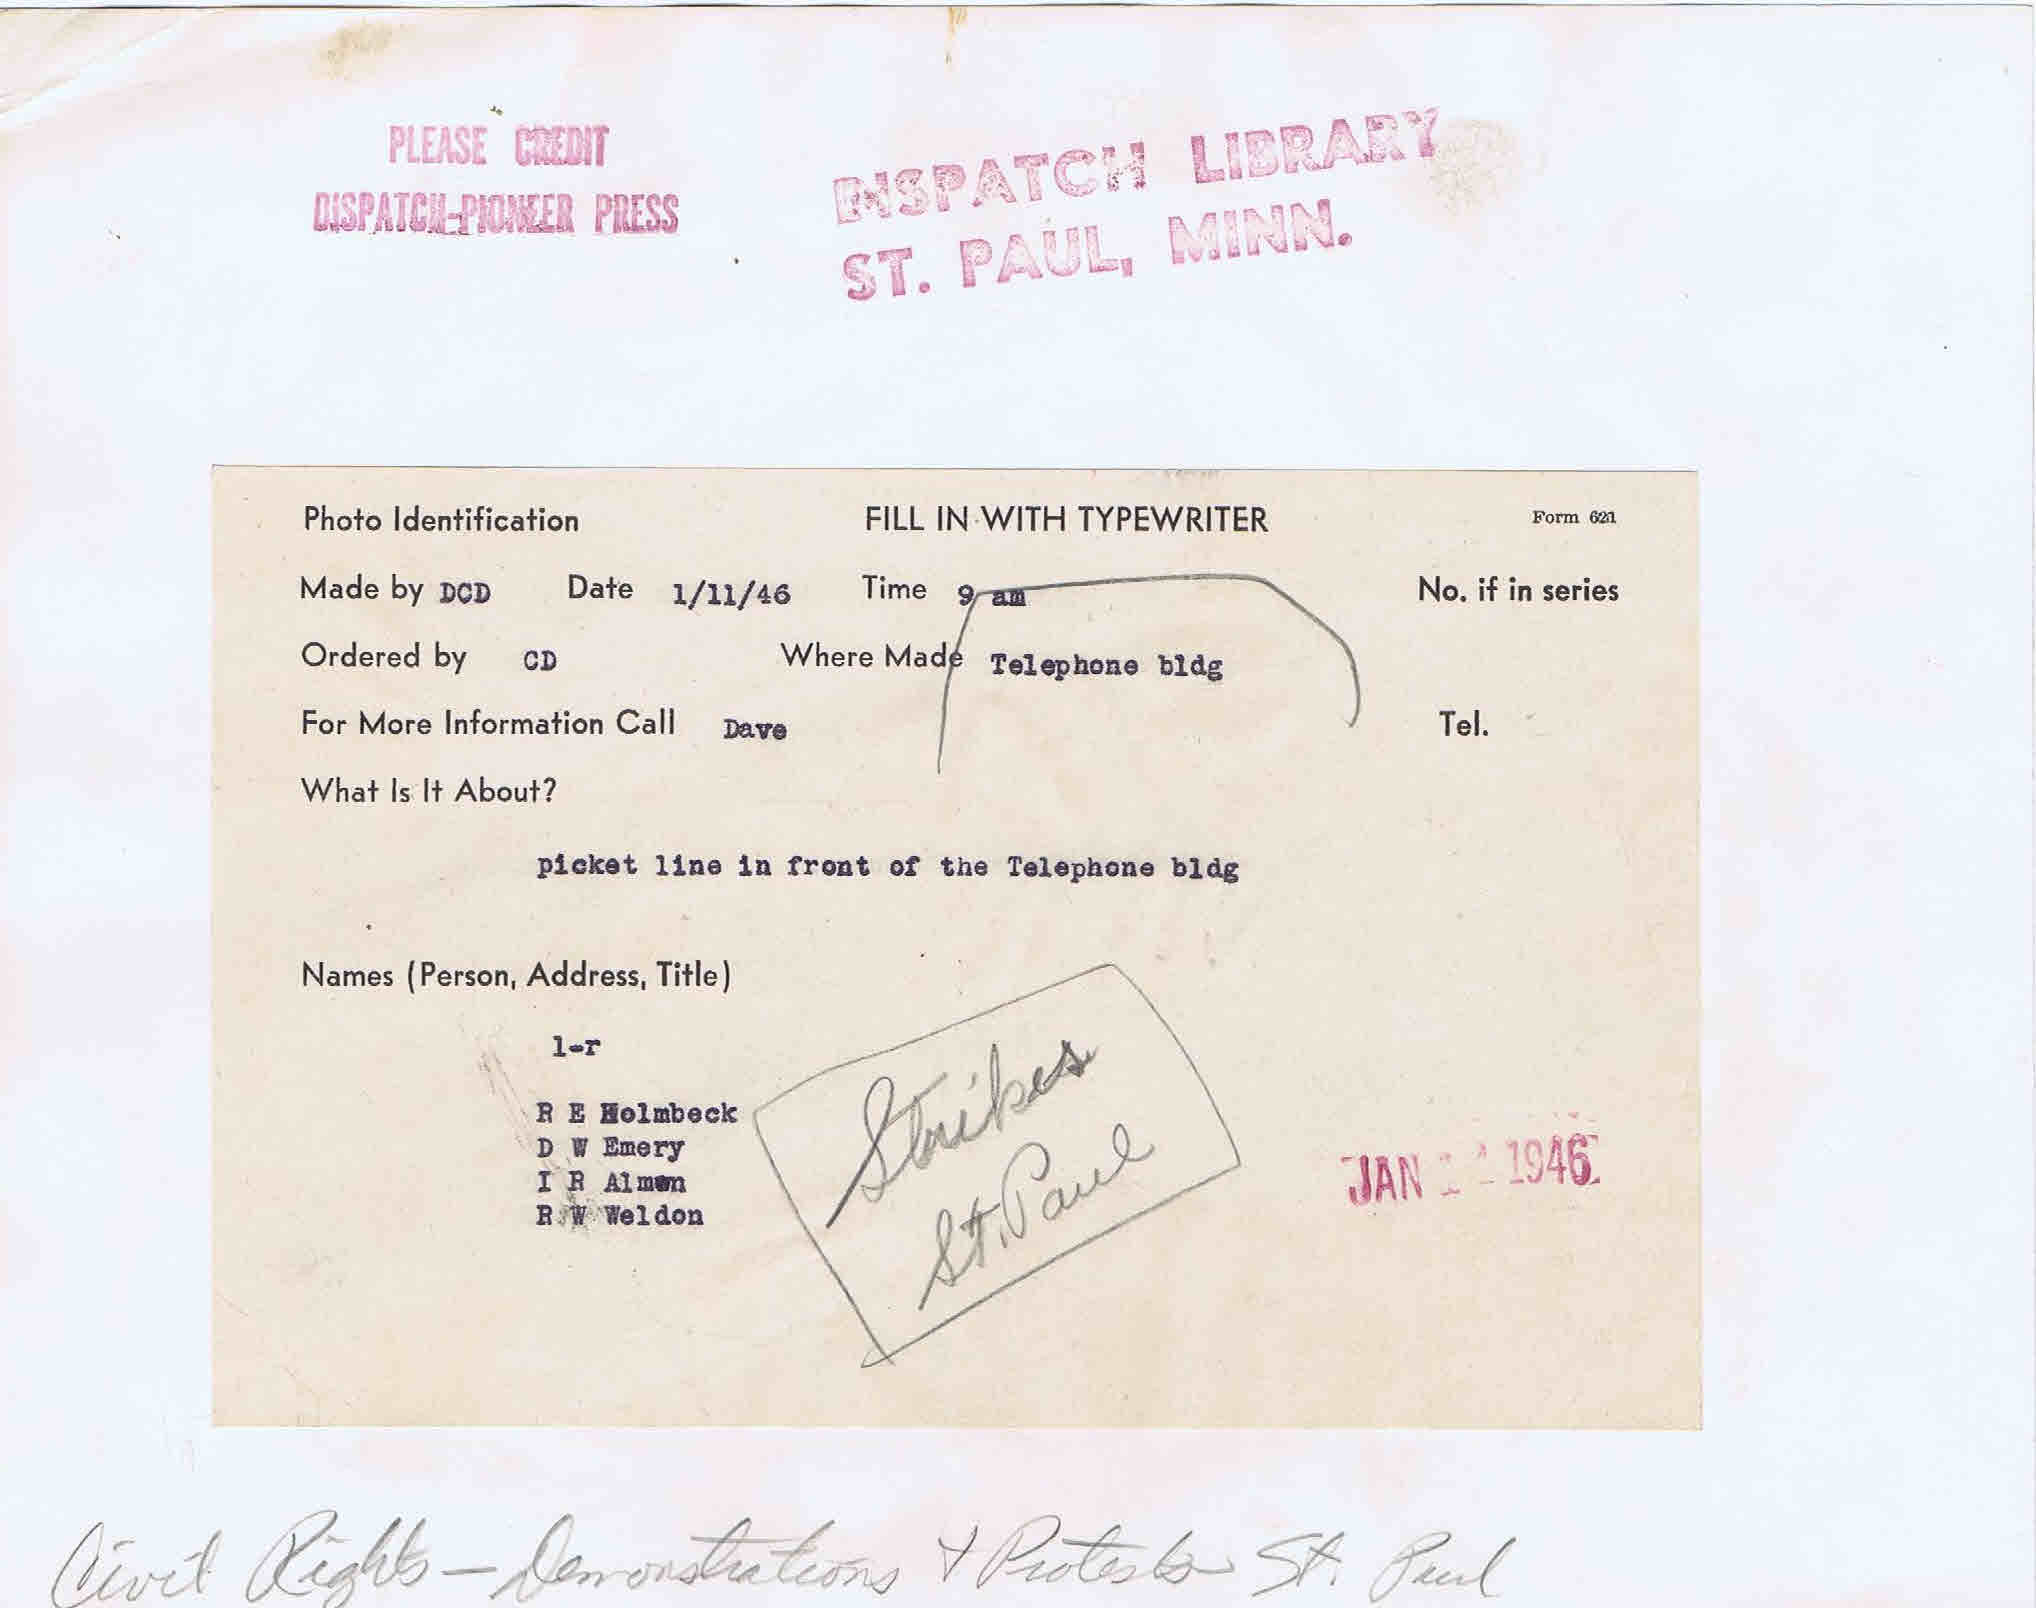 PLEASE CREDIT
DISPATCH-PIONEER PRESS
DISPATCH LIBRARY
ST. PAUL, MINN.
Photo Identification FILL IN WITH TYPEWRITER Form 621
Made by DCD Date 1/11/46 Time 9 am No. if in series
Ordered by CD Where Made Telephone bldg
For More Information Call Dave Tel.
What Is It About?
picket line in front of the Telephone bldg
Names (Person, Address, Title)
l-r
R E Holmbeck
D W Emery
I R Almen
R W Weldon
Strikes
St. Paul
JAN 1946
Civil Rights - Demonstrations + Protests St. Paul